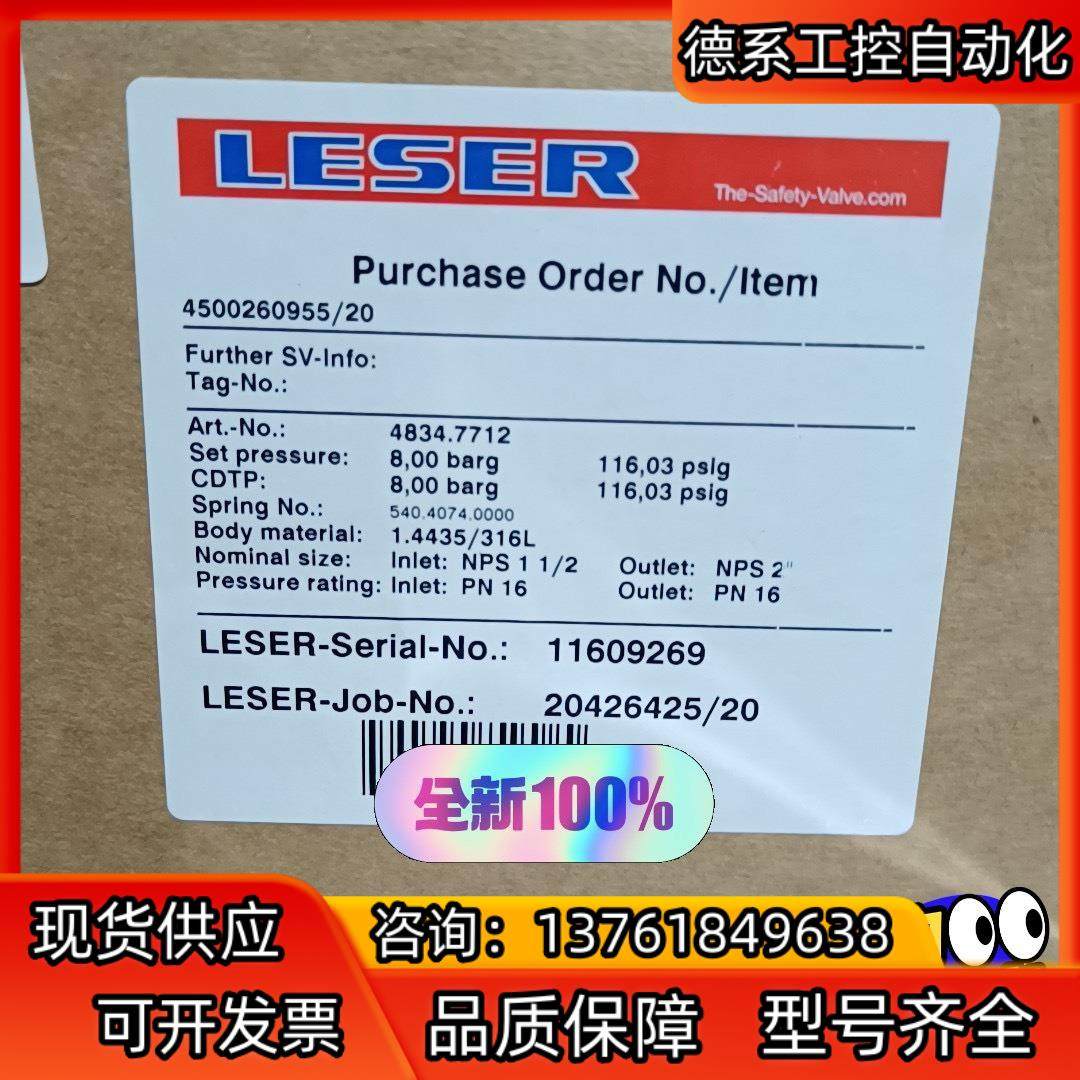 德系工控自动化
LESER
The-Safety-Valve.com
Purchase Order No./Item
4500260955/20
Further SV-Info:
Tag-No.:
Art.-No.: 4834.7712
Set pressure: 8,00 barg 116,03 psig
CDTP: 8,00 barg 116,03 psig
Spring No.: 540.4074.0000
Body material: 1.4435/316L
Nominal size: Inlet: NPS 1 1/2 Outlet: NPS 2"
Pressure rating: Inlet: PN 16 Outlet: PN 16
LESER-Serial-No.: 11609269
LESER-Job-No.: 20426425/20
全新100%
现货供应 咨询：13761849638
可开发票 品质保障 型号齐全